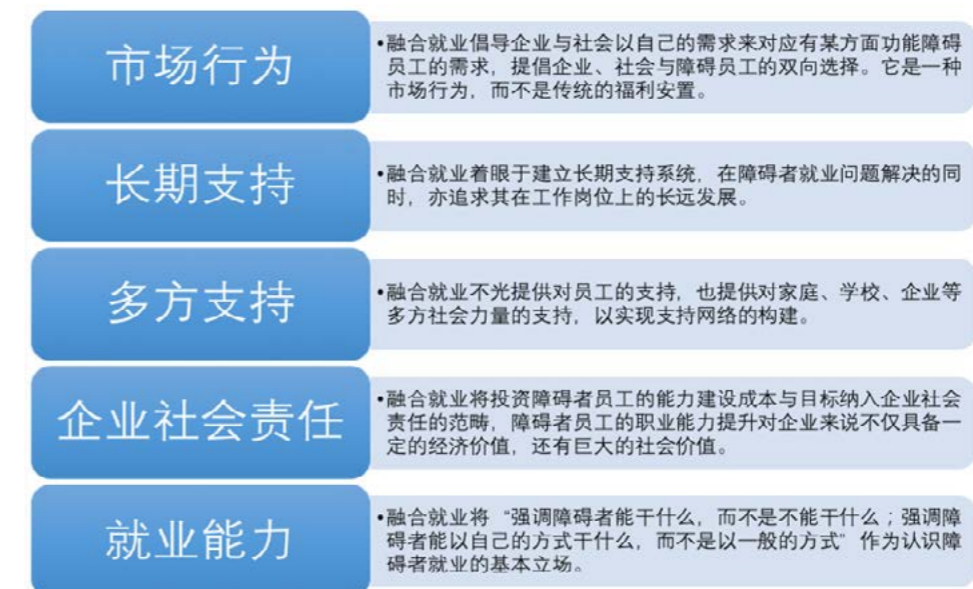 市场行为
•融合就业倡导企业与社会以自己的需求来对应有某方面功能障碍
员工的需求，提倡企业、社会与障碍员工的双向选择。它是一种
市场行为，而不是传统的福利安置。
长期支持
•融合就业着眼于建立长期支持系统，在障碍者就业问题解决的同
时，亦追求其在工作岗位上的长远发展。
多方支持
•融合就业不光提供对员工的支持，也提供对家庭、学校、企业等
多方社会力量的支持，以实现支持网络的构建。
企业社会责任
•融合就业将投资障碍者员工的能力建设成本与目标纳入企业社会
责任的范畴，障碍者员工的职业能力提升对企业来说不仅具备一
定的经济价值，还有巨大的社会价值。
就业能力
•融合就业将“强调障碍者能干什么，而不是不能干什么；强调障
碍者能以自己的方式干什么，而不是以一般的方式”作为认识障
碍者就业的基本立场。